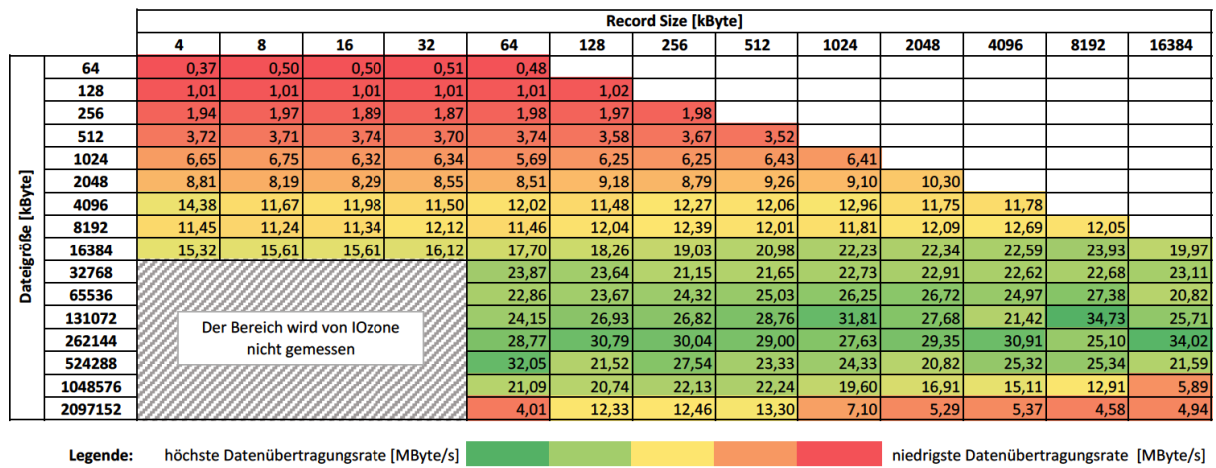 Record Size [kByte]
4 8 16 32 64 128 256 512 1024 2048 4096 8192 16384
Dateigröße [kByte]
64 0,37 0,50 0,50 0,51 0,48
128 1,01 1,01 1,01 1,01 1,01 1,02
256 1,94 1,97 1,89 1,87 1,98 1,97 1,98
512 3,72 3,71 3,74 3,70 3,74 3,58 3,67 3,52
1024 6,65 6,75 6,32 6,34 5,69 6,25 6,25 6,43 6,41
2048 8,81 8,19 8,29 8,55 8,51 9,18 8,79 9,26 9,10 10,30
4096 14,38 11,67 11,98 11,50 12,02 11,48 12,27 12,06 12,96 11,75 11,78
8192 11,45 11,24 11,34 12,12 11,46 12,04 12,39 12,01 11,81 12,09 12,69 12,05
16384 15,32 15,61 15,61 16,12 17,70 18,26 19,03 20,98 22,23 22,34 22,59 23,93 19,97
32768 23,87 23,64 21,15 21,65 22,73 22,91 22,62 22,68 23,11
65536 22,86 23,67 24,32 25,03 26,25 26,72 24,97 27,38 20,82
131072 24,15 26,93 26,82 28,76 31,81 27,68 21,42 34,73 25,71
262144 28,77 30,79 30,04 29,00 27,63 29,35 30,91 25,10 34,02
524288 32,05 21,52 27,54 23,33 24,33 20,82 25,32 25,34 21,59
1048576 21,09 20,74 22,13 22,24 19,60 16,91 15,11 12,91 5,89
2097152 4,01 12,33 12,46 13,30 7,10 5,29 5,37 4,58 4,94
Der Bereich wird von IOzone
nicht gemessen
Legende: höchste Datenübertragungsrate [MByte/s] niedrigste Datenübertragungsrate [MByte/s]